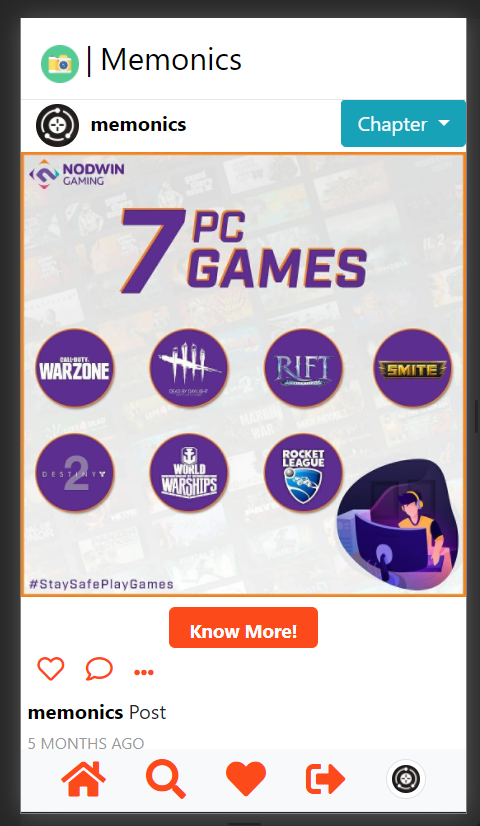 | Memonics
memonics
Chapter
NODWIN
GAMING
7 PC
GAMES
CALL OF DUTY
WARZONE
DEAD BY DAYLIGHT
RIFT
SMITE
DESTINY 2
WORLD
OF
WARSHIPS
ROCKET
LEAGUE
#StaySafePlayGames
Know More!
memonics Post
5 MONTHS AGO